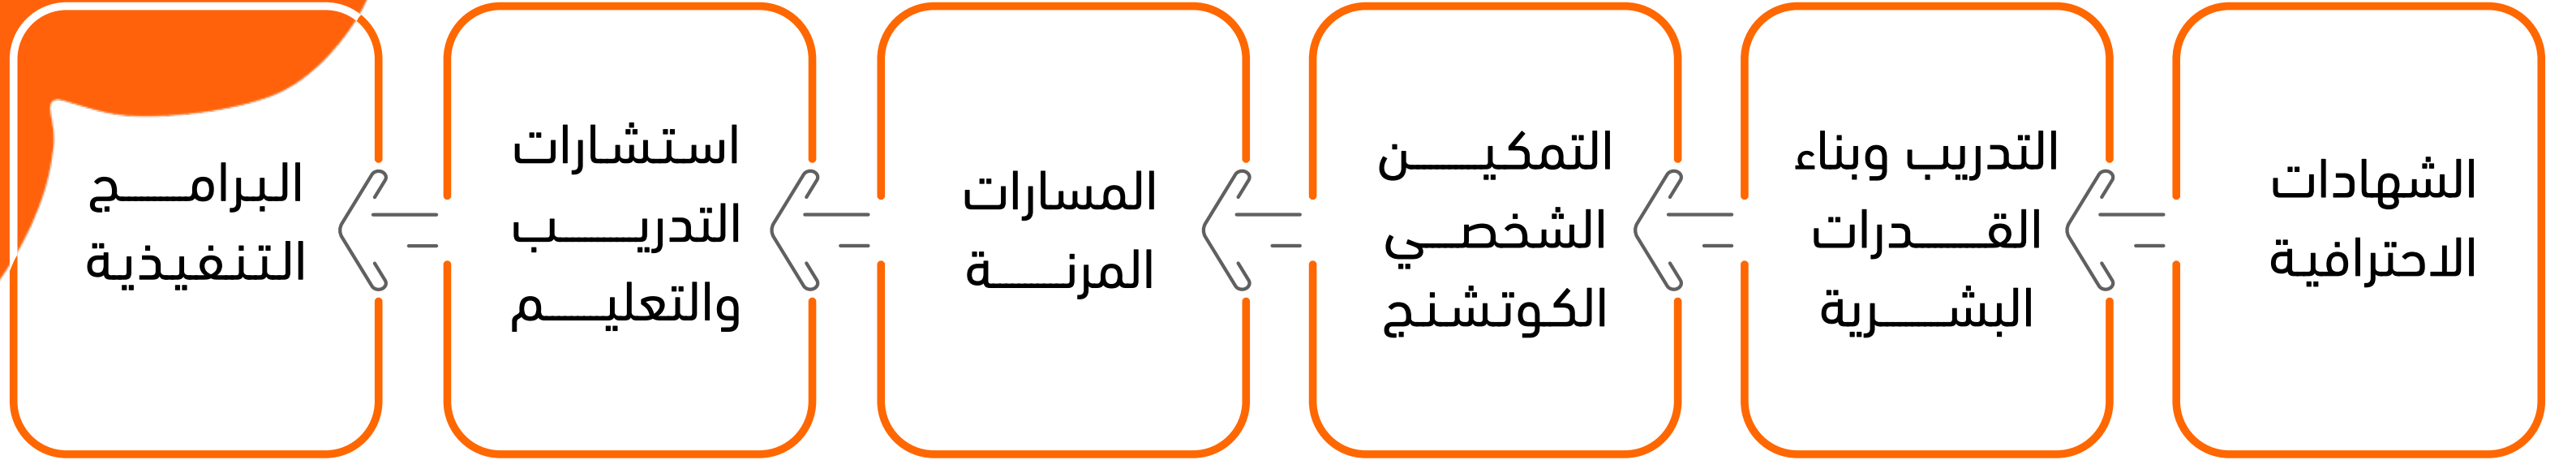 الشهادات
الاحترافية
التدريب وبناء
القـــدرات
البشـــرية
التمكيـــن
الشخصـــي
الكوتشنج
المسارات
المرنـــة
استشارات
التدريـــب
والتعليـــم
البرامـــج
التنفيذية